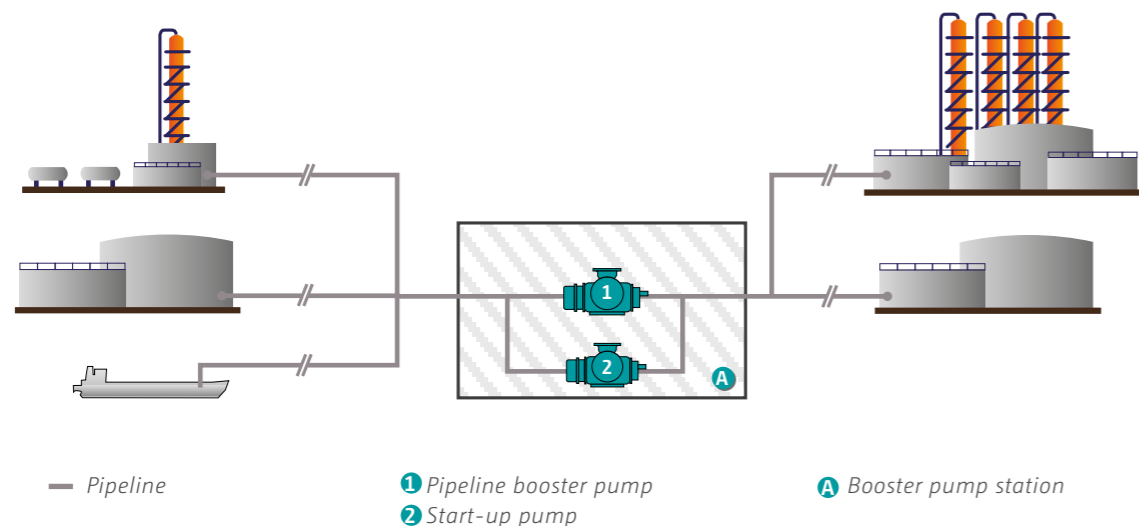 1
2
A
Pipeline
1 Pipeline booster pump
A Booster pump station
2 Start-up pump